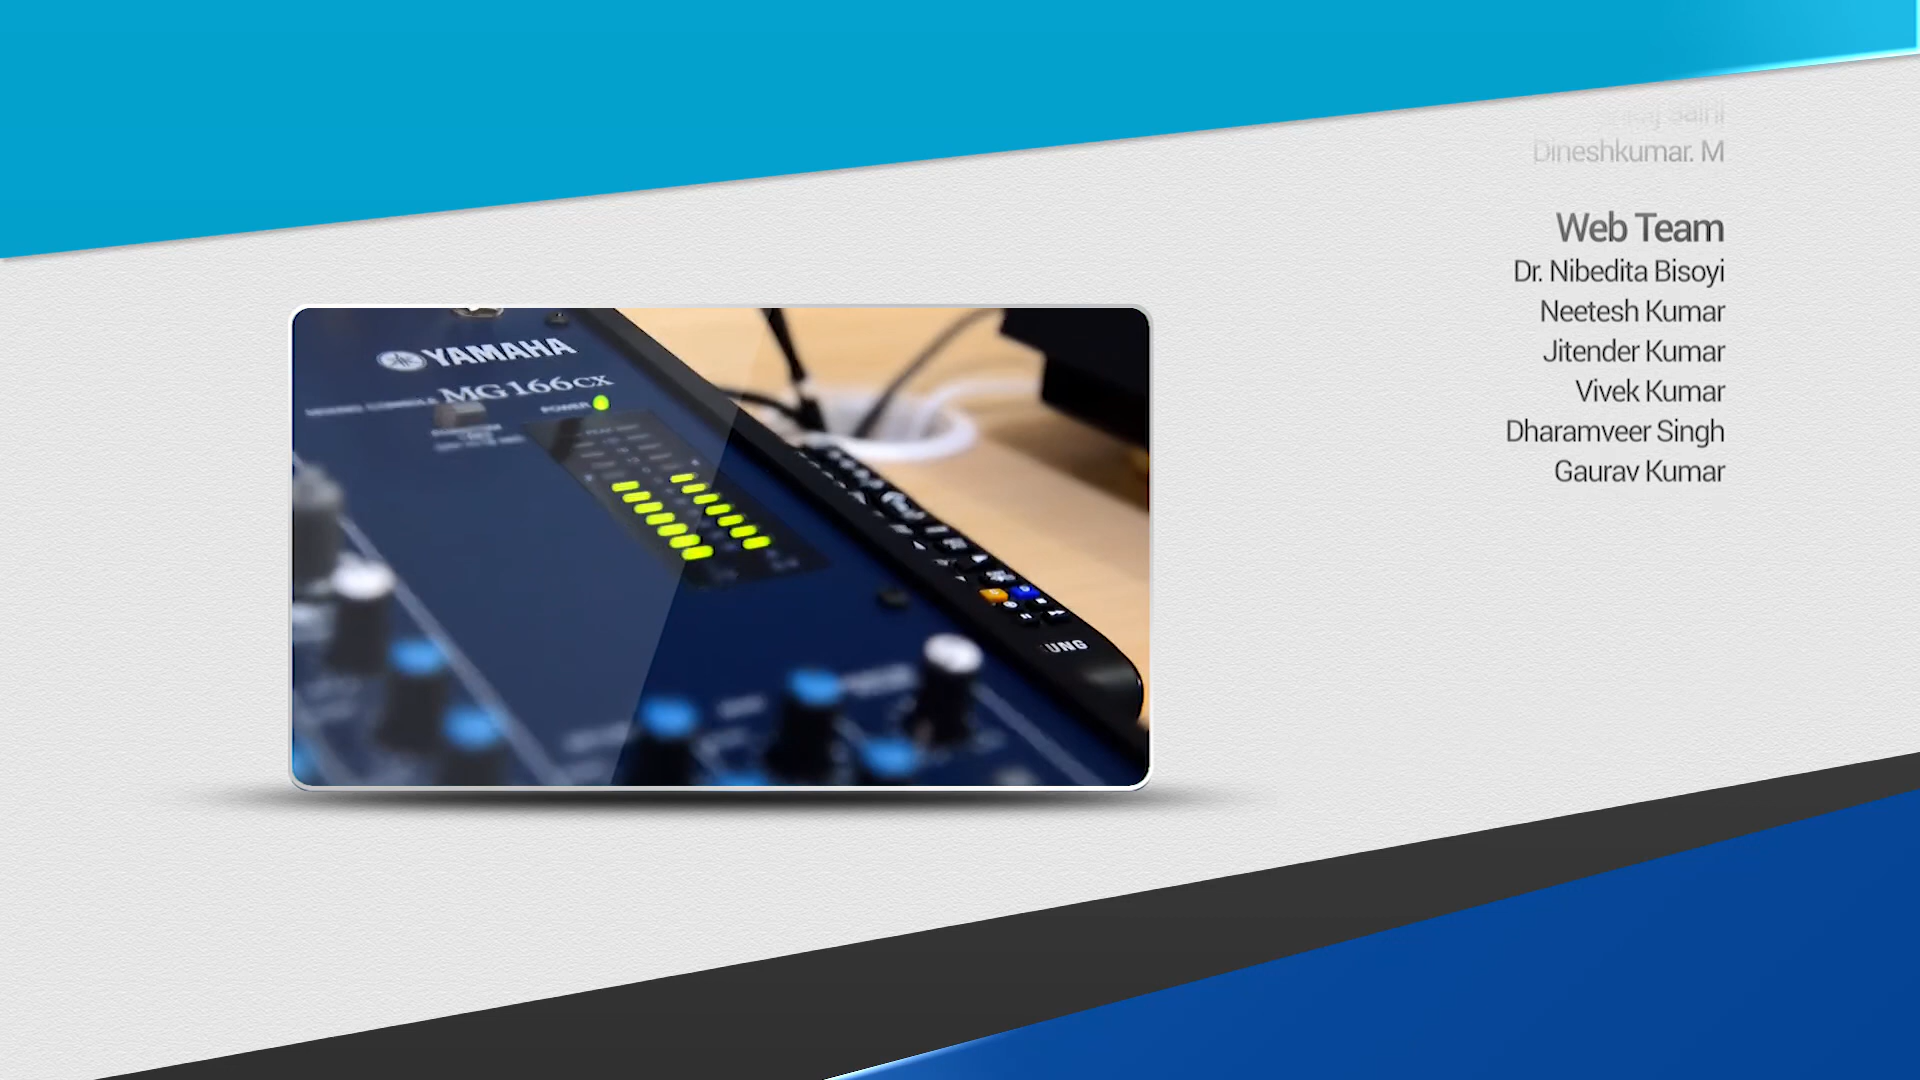 YAMAHA
MG166CX
POWER
UNG
Saini
Dineshkumar. M
Web Team
Dr. Nibedita Bisoyi
Neetesh Kumar
Jitender Kumar
Vivek Kumar
Dharamveer Singh
Gaurav Kumar